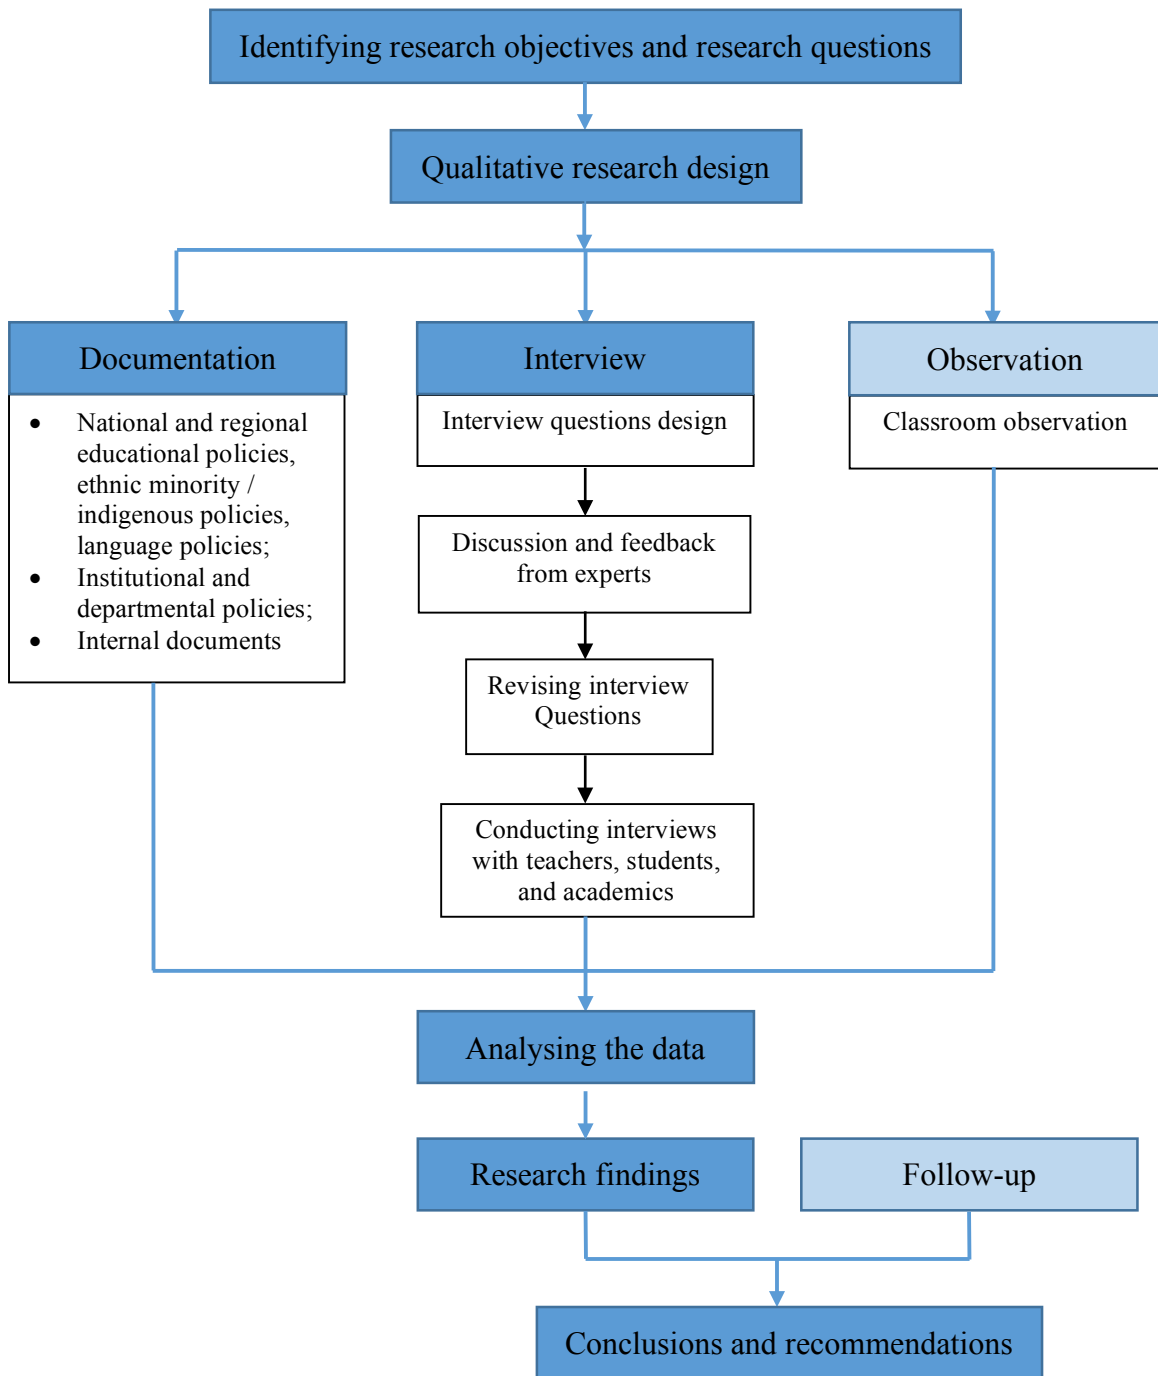 Identifying research objectives and research questions
Qualitative research design
Documentation
• National and regional
educational policies,
ethnic minority /
indigenous policies,
language policies;
• Institutional and
departmental policies;
• Internal documents
Interview
Interview questions design
Discussion and feedback
from experts
Revising interview
Questions
Conducting interviews
with teachers, students,
and academics
Observation
Classroom observation
Analysing the data
Research findings
Follow-up
Conclusions and recommendations